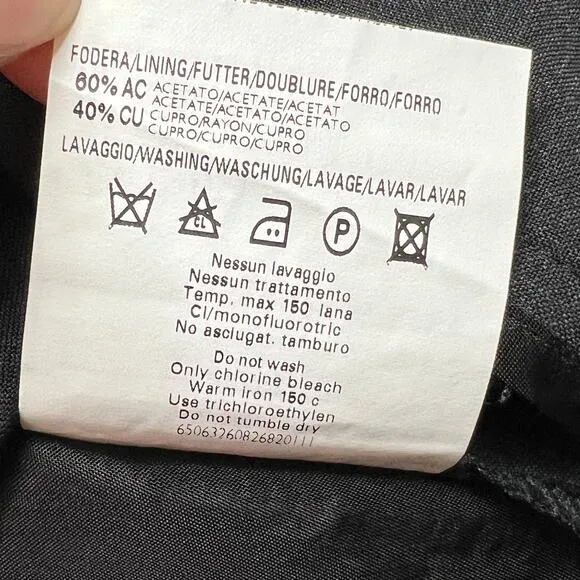 FODERA/LINING/FUTTER/DOUBLURE/FORRO/FORRO
60% AC ACETATO/ACETATE/ACETAT
ACETATE/ACETATO/ACETATO
40% CU CUPRO/RAYON/CUPRO
CUPRO/CUPRO/CUPRO
LAVAGGIO/WASHING/WASCHUNG/LAVAGE/LAVAR/LAVAR
CL
P
Nessun lavaggio
Nessun trattamento
Temp. max 150 lana
Cl/monofluorotric
No asciugat. tamburo
Do not wash
Only chlorine bleach
Warm iron 150 c
Use trichloroethylen
Do not tumble dry
65063260826820111